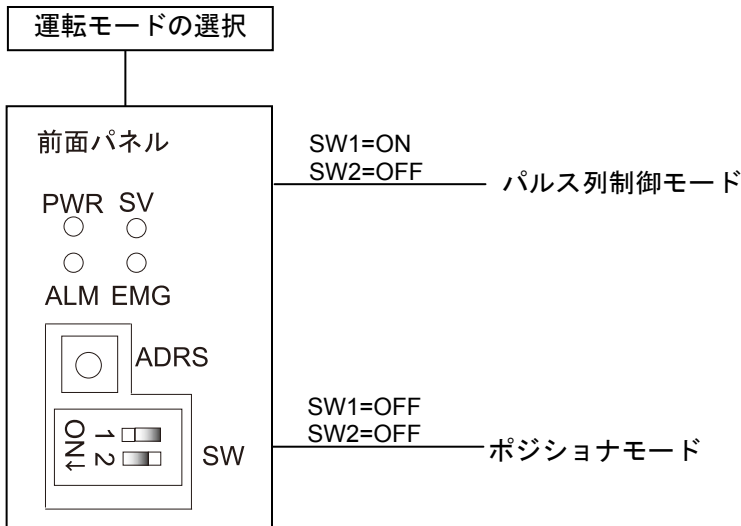 運転モードの選択
前面パネル
PWR SV
ALM EMG
ADRS
ON↓
1
2
SW
SW1=ON
SW2=OFF
パルス列制御モード
SW1=OFF
SW2=OFF
ポジショナモード